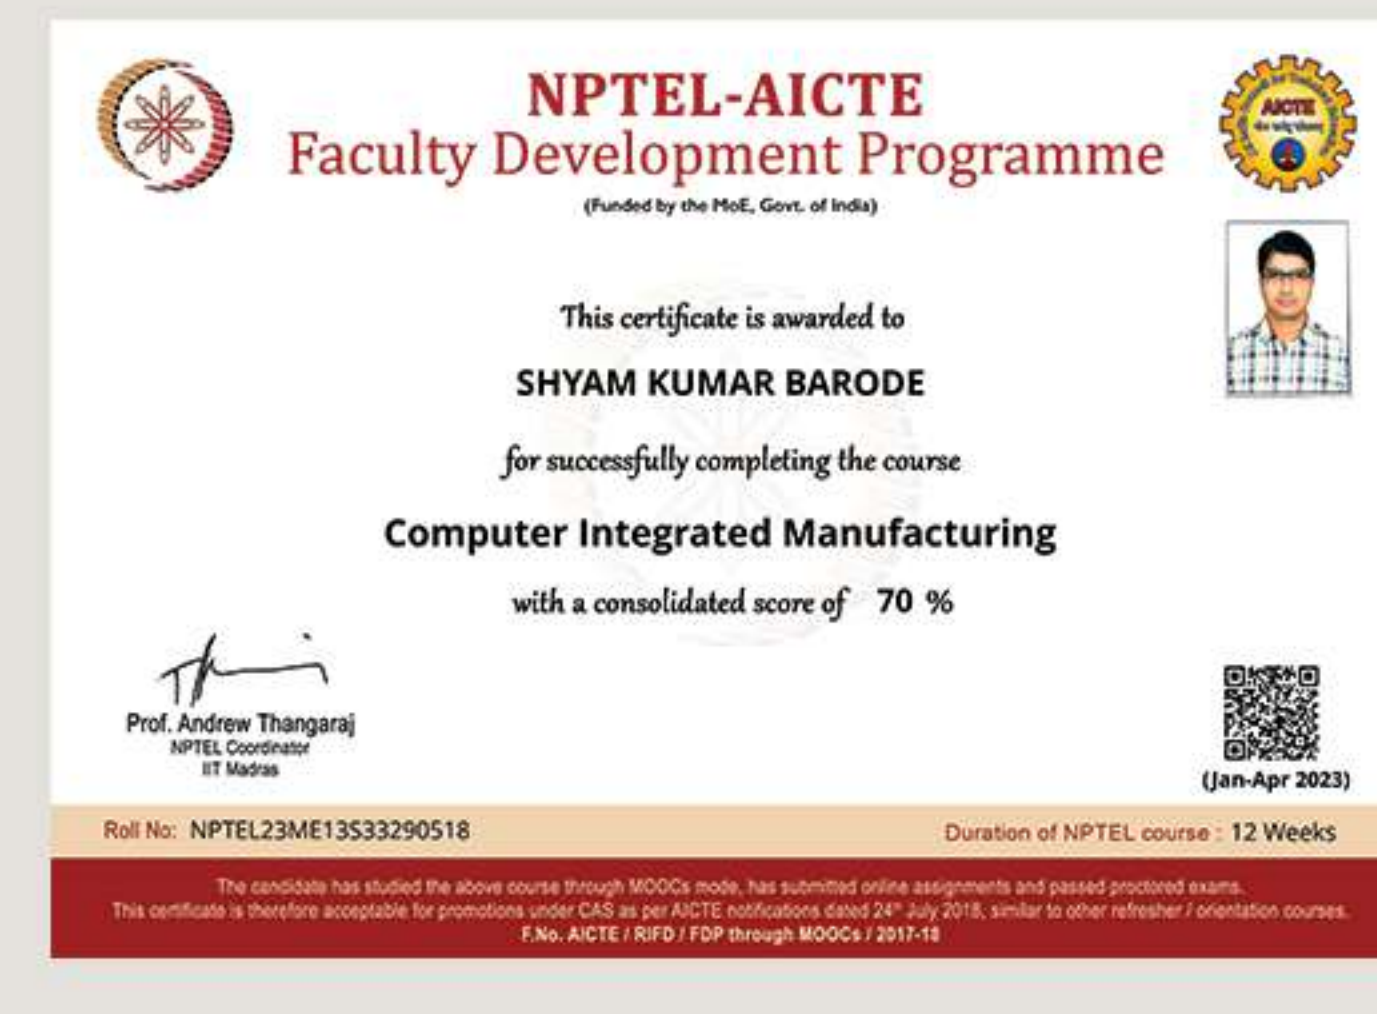 NPTEL-AICTE
Faculty Development Programme
(Funded by the MoE, Govt. of India)
AICTE
This certificate is awarded to
SHYAM KUMAR BARODE
for successfully completing the course
Computer Integrated Manufacturing
with a consolidated score of 70 %
Prof. Andrew Thangaraj
NPTEL Coordinator
IIT Madras
(Jan-Apr 2023)
Roll No: NPTEL23ME13S33290518
Duration of NPTEL course : 12 Weeks
The candidate has studied the above course through MOOCs mode, has submitted online assignments and passed proctored exams.
This certificate is therefore acceptable for promotions under CAS as per AICTE notifications dated 24th July 2018, similar to other refresher / orientation courses.
F.No. AICTE / RIFD / FDP through MOOCs / 2017-18